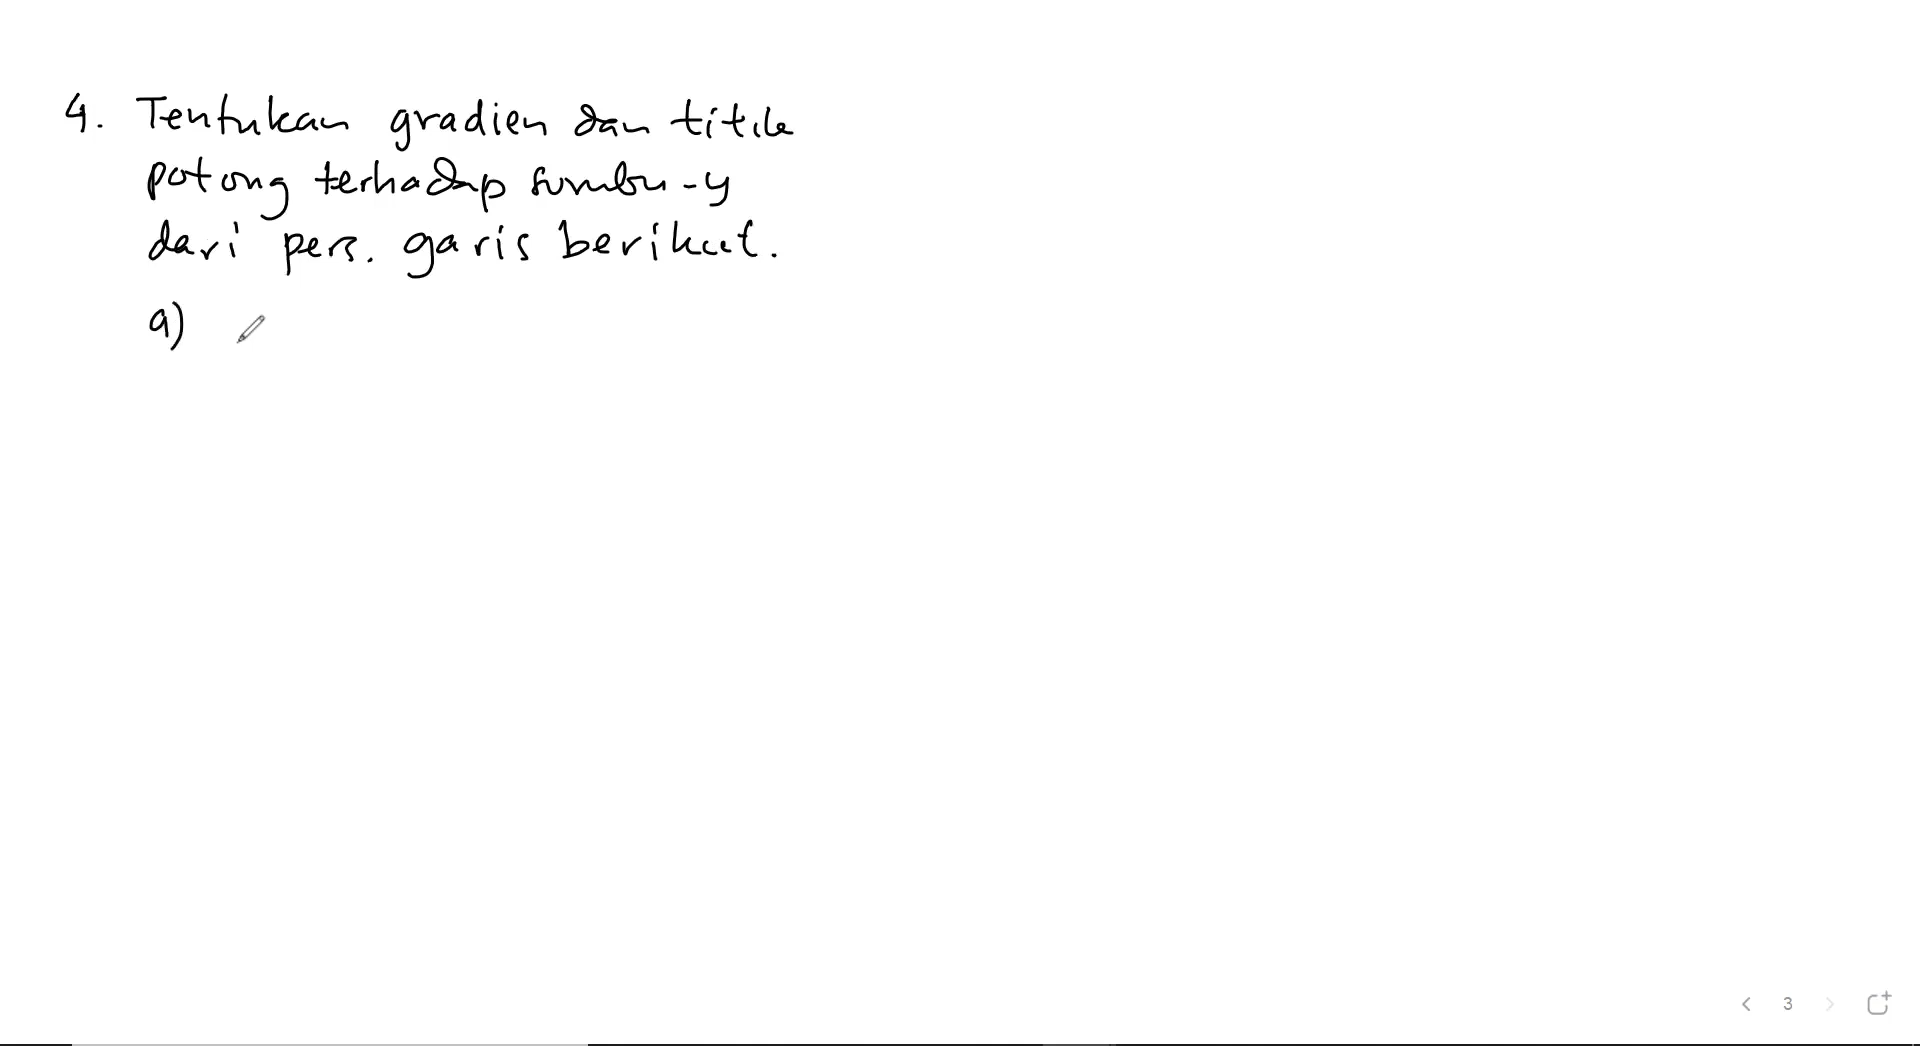 4. Tentukan gradien dan titik
potong terhadap sumbu-y
dari pers. garis berikut.
a)
3